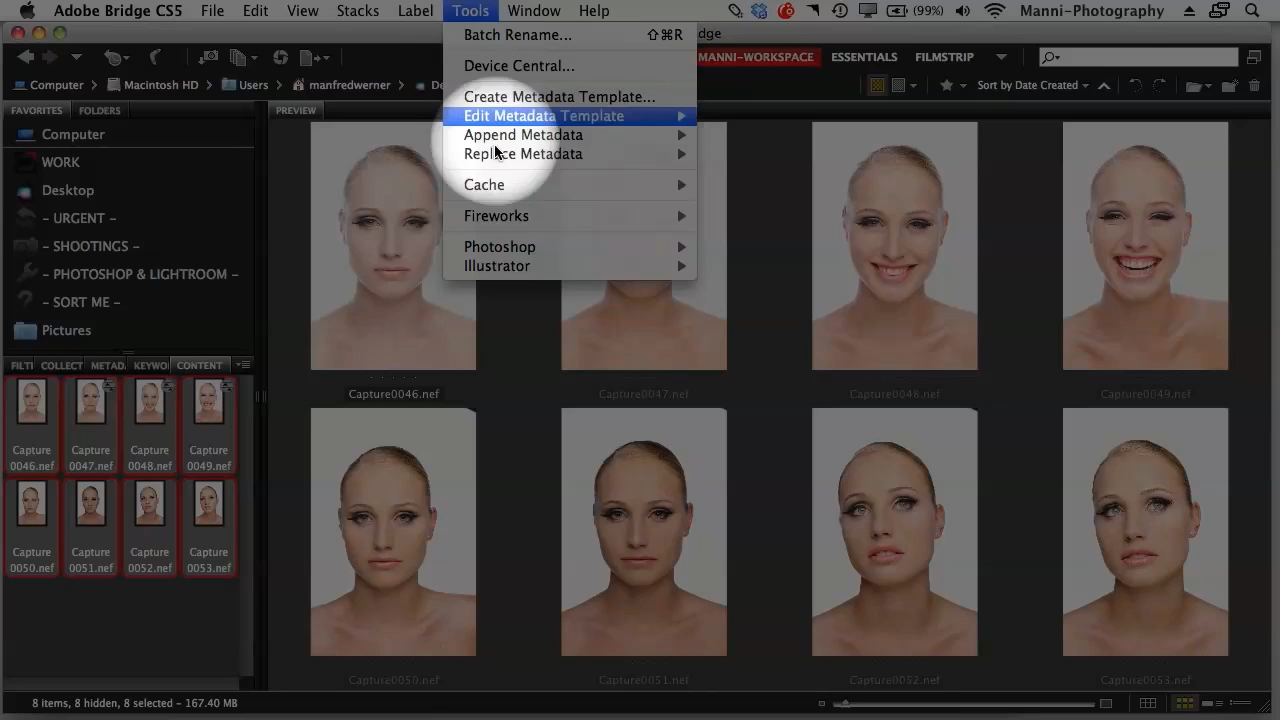 Adobe Bridge CS5 File Edit View Stacks Label Tools Window Help (99%) Manni-Photography
Batch Rename... ⇧⌘R
Device Central...
Create Metadata Template...
Edit Metadata Template
Append Metadata
Replace Metadata
Cache
Fireworks
Photoshop
Illustrator
MANNI-WORKSPACE ESSENTIALS FILMSTRIP
Computer Macintosh HD Users manfredwerner Sort by Date Created
FAVORITES FOLDERS
Computer
WORK
Desktop
- URGENT -
- SHOOTINGS -
- PHOTOSHOP & LIGHTROOM -
- SORT ME -
Pictures
FILTI COLLECT METAD. KEYWO CONTENT
Capture 0046.nef
Capture 0047.nef
Capture 0048.nef
Capture 0049.nef
Capture 0050.nef
Capture 0051.nef
Capture 0052.nef
Capture 0053.nef
PREVIEW
Capture0046.nef Capture0047.nef Capture0048.nef Capture0049.nef
Capture0050.nef Capture0051.nef Capture0052.nef Capture0053.nef
8 items, 8 hidden, 8 selected - 167.40 MB